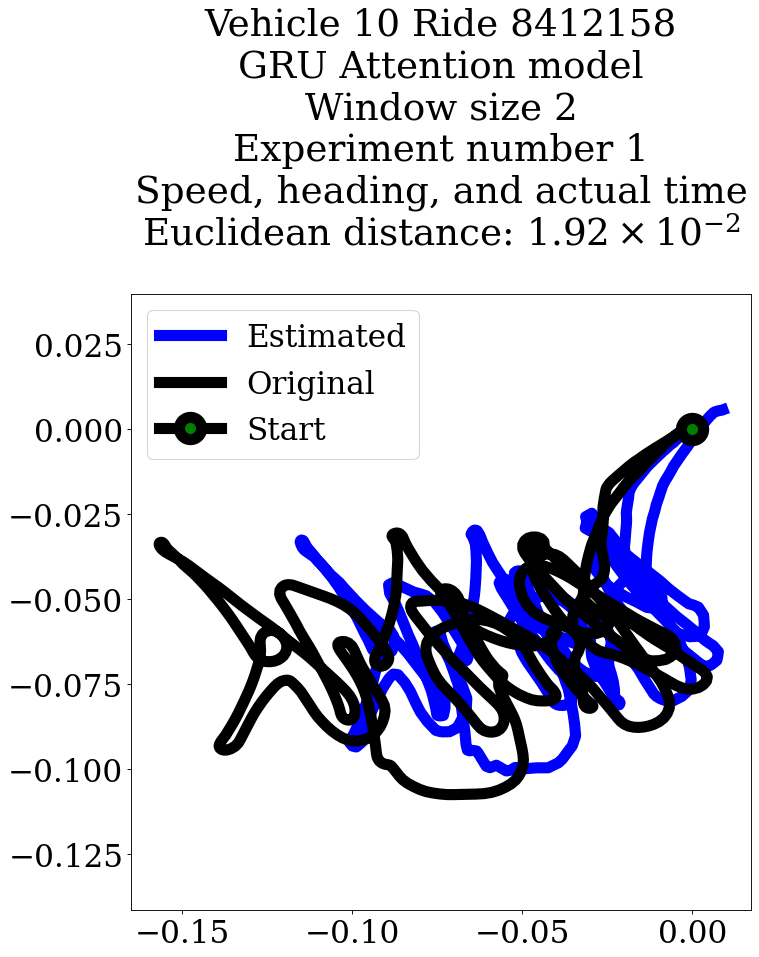 Vehicle 10 Ride 8412158
GRU Attention model
Window size 2
Experiment number 1
Speed, heading, and actual time
Euclidean distance: 1.92 × 10⁻²
Estimated
Original
Start
0.025
0.000
−0.025
−0.050
−0.075
−0.100
−0.125
−0.15 −0.10 −0.05 0.00